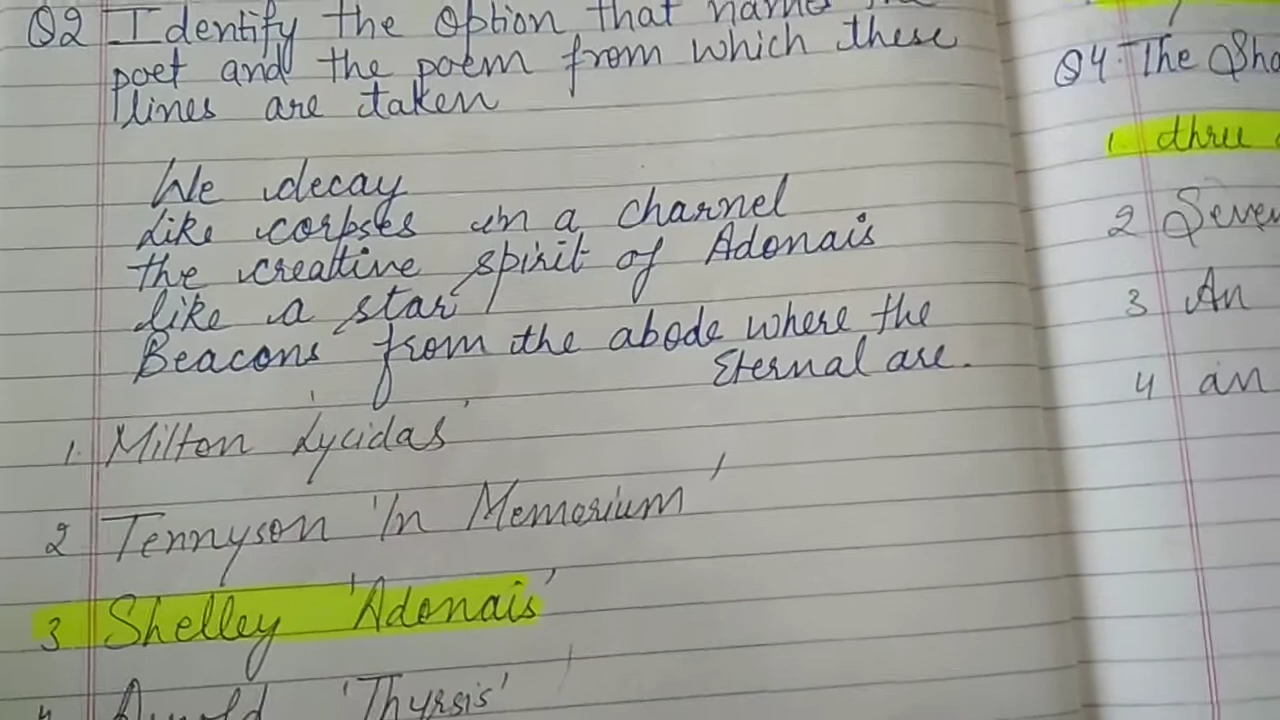 Q2 Identify the option that names the
poet and the poem from which these
lines are taken
We decay
Like corpses in a charnel
the creative spirit of Adonais
like a star
Beacons from the abode where the
Eternal are.
1. Milton Lycidas'
2 Tennyson 'In Memorium'
3 Shelley 'Adonais'
4 Arnold 'Thyrsis'
Q4. The
1. three
2
3 An
4 an